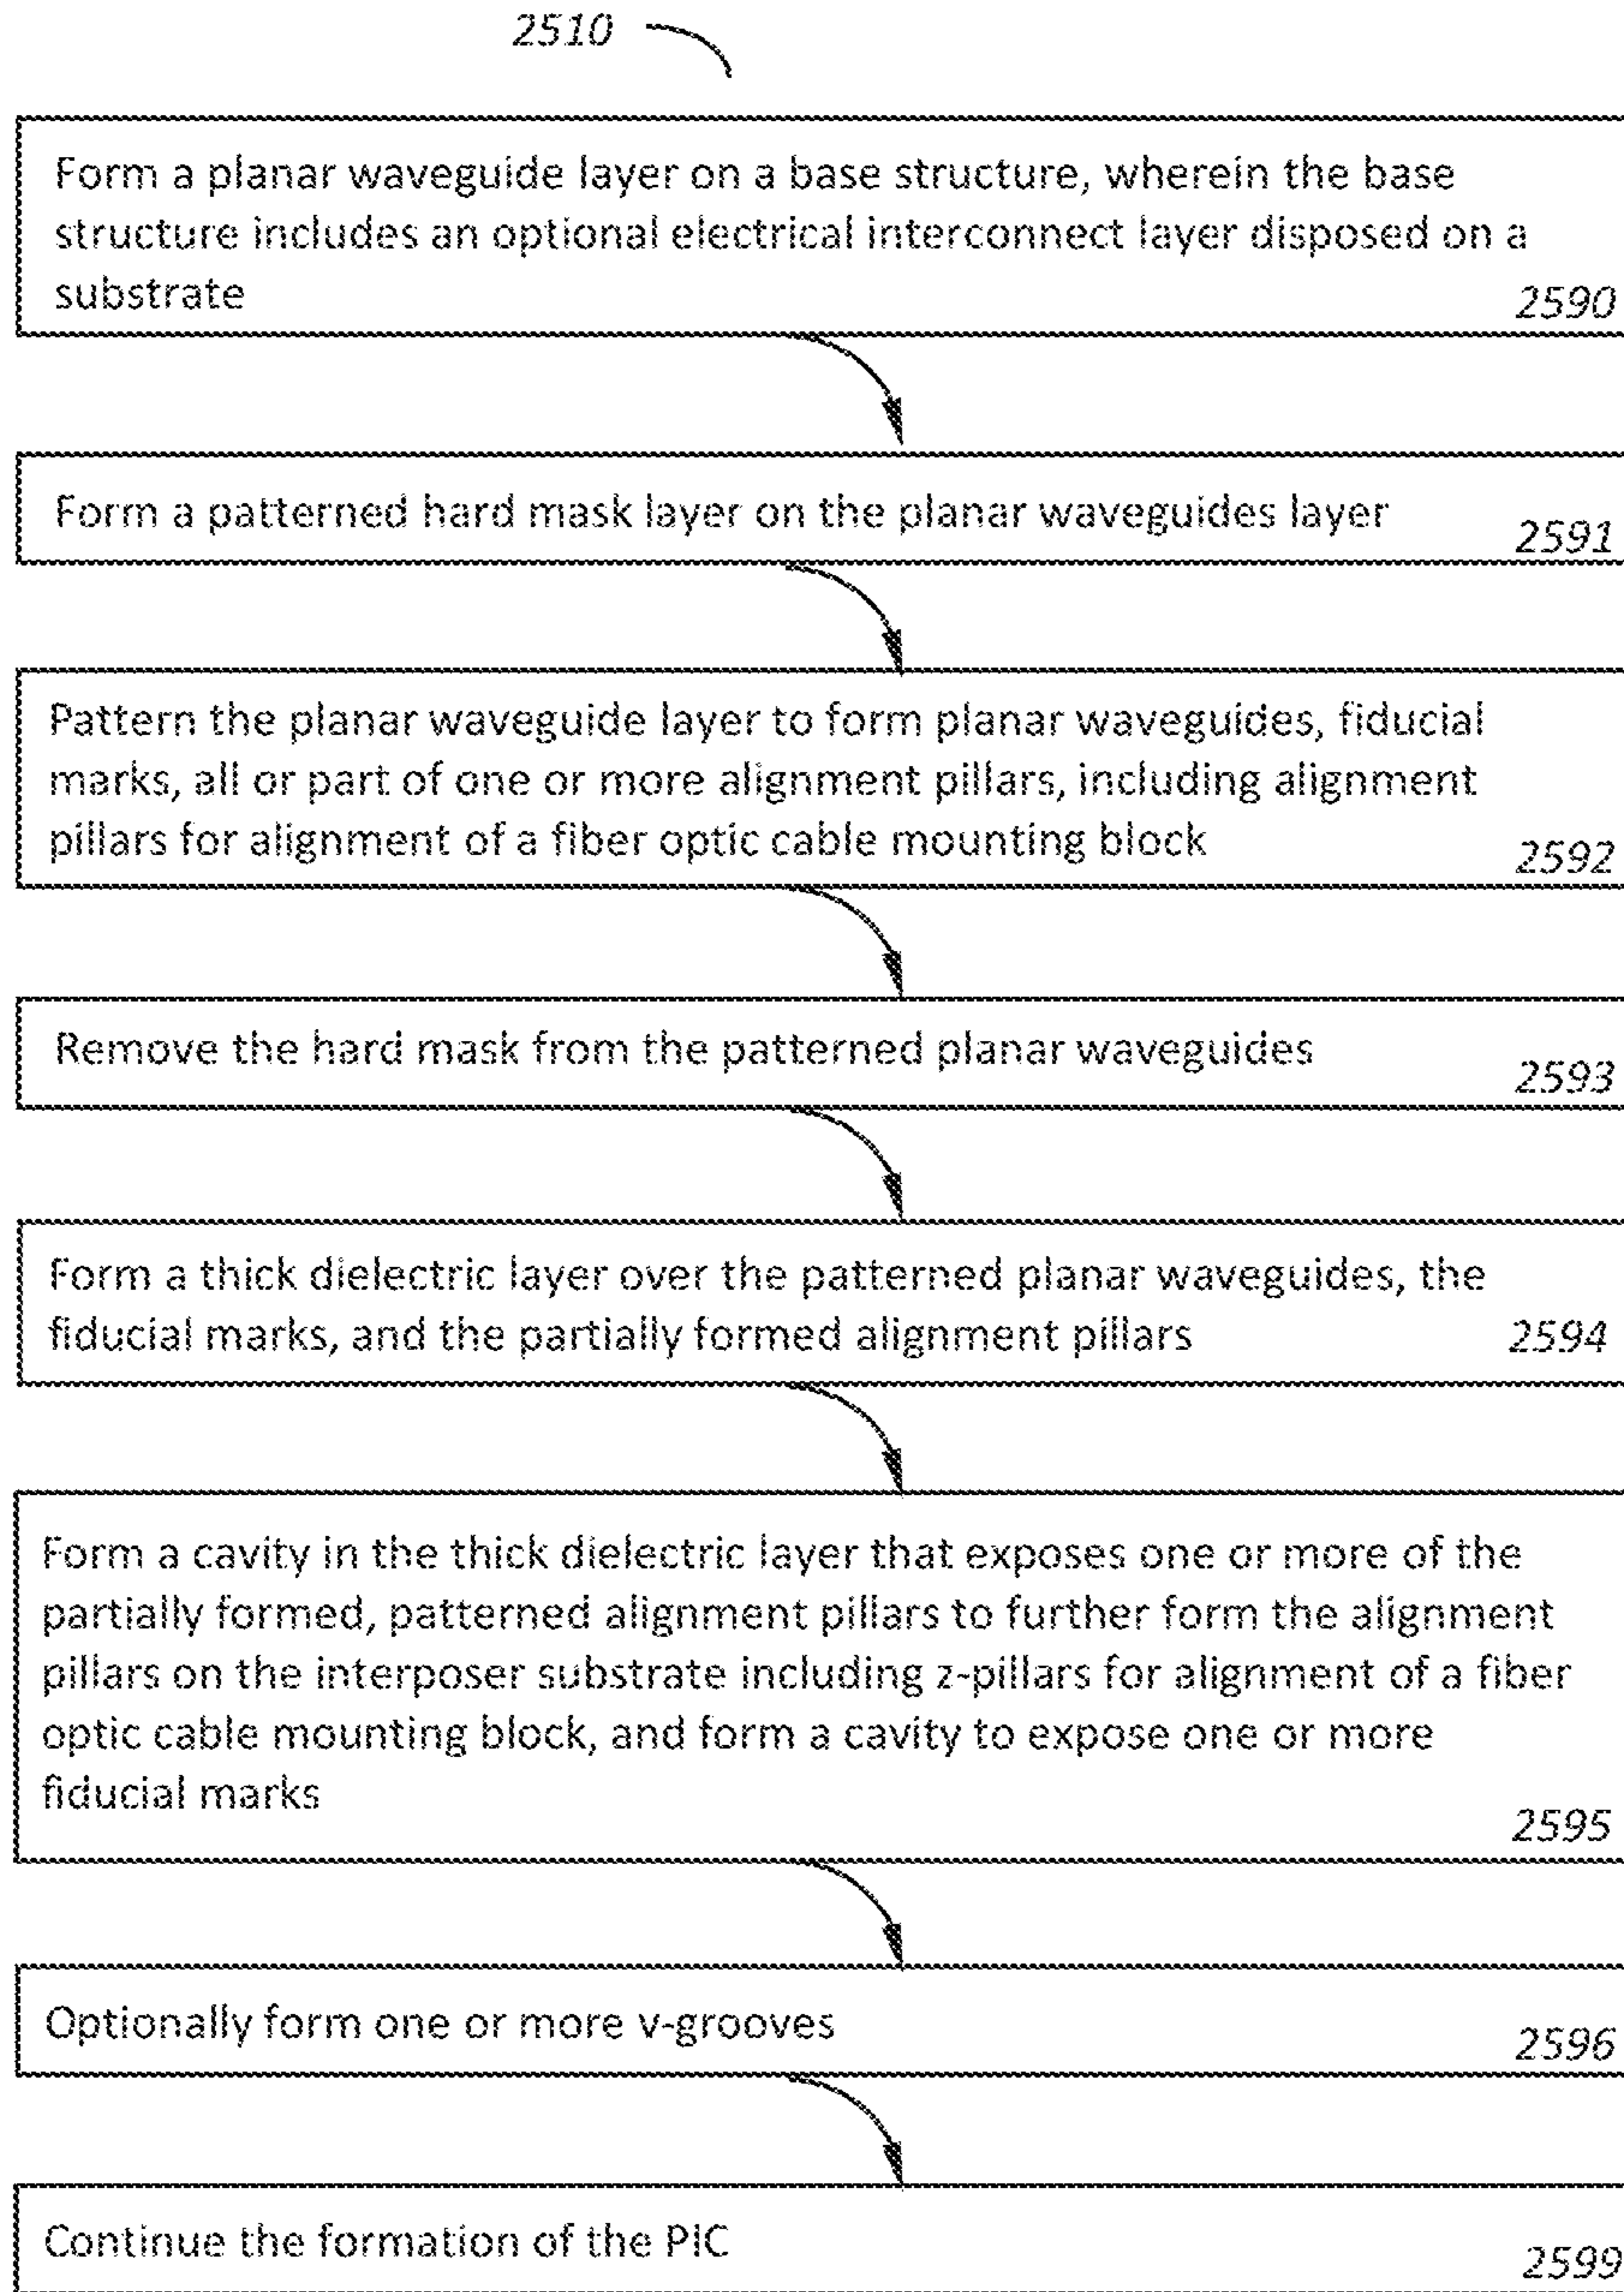 2510
Form a planar waveguide layer on a base structure, wherein the base
structure includes an optional electrical interconnect layer disposed on a
substrate
2590
Form a patterned hard mask layer on the planar waveguides layer
2591
Pattern the planar waveguide layer to form planar waveguides, fiducial
marks, all or part of one or more alignment pillars, including alignment
pillars for alignment of a fiber optic cable mounting block
2592
Remove the hard mask from the patterned planar waveguides
2593
Form a thick dielectric layer over the patterned planar waveguides, the
fiducial marks, and the partially formed alignment pillars
2594
Form a cavity in the thick dielectric layer that exposes one or more of the
partially formed, patterned alignment pillars to further form the alignment
pillars on the interposer substrate including z-pillars for alignment of a fiber
optic cable mounting block, and form a cavity to expose one or more
fiducial marks
2595
Optionally form one or more v-grooves
2596
Continue the formation of the PIC
2599